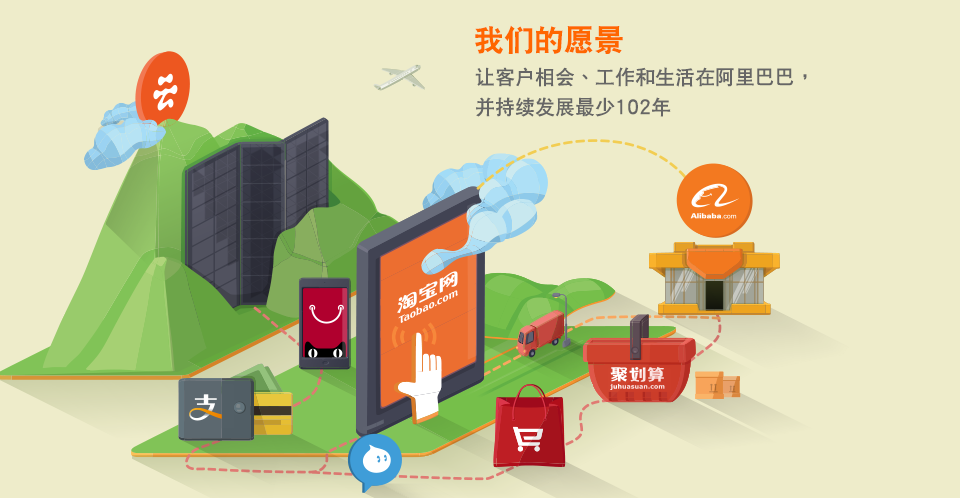 我们的愿景
让客户相会、工作和生活在阿里巴巴，
并持续发展最少102年
Alibaba.com
淘宝网
Taobao.com
聚划算
juhuasuan.com
支